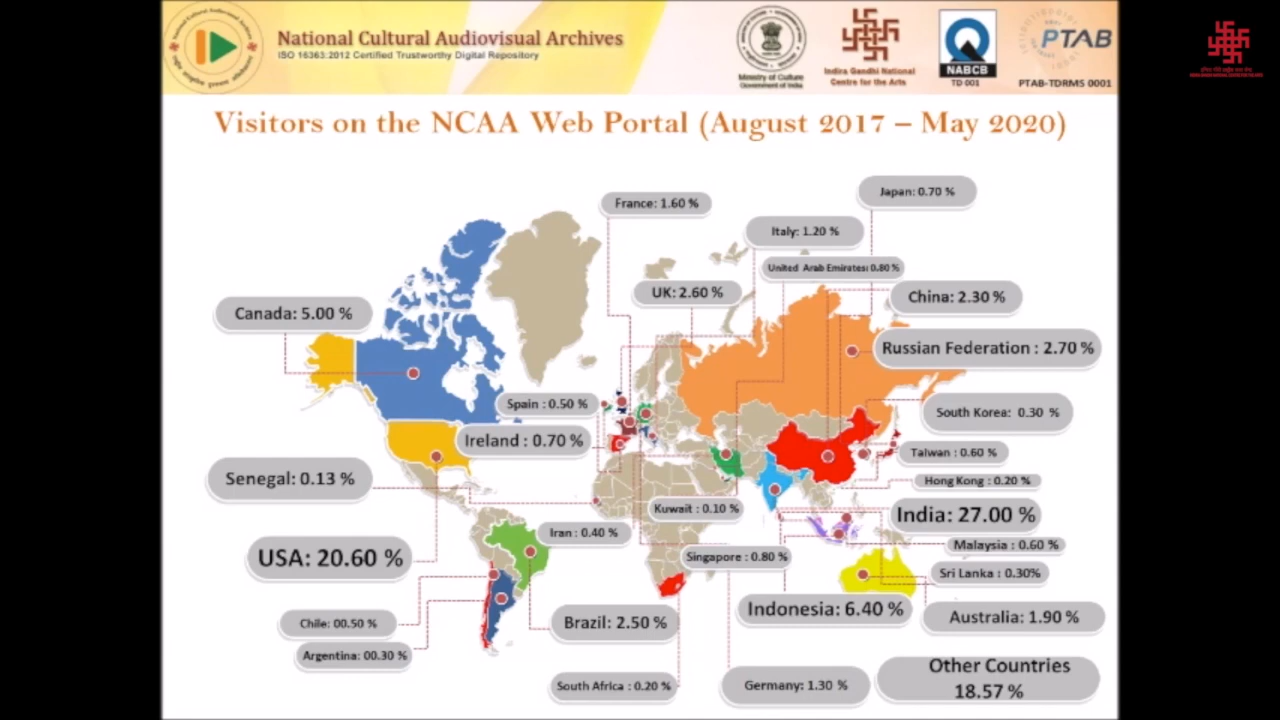 National Cultural Audiovisual Archives
ISO 16363:2012 Certified Trustworthy Digital Repository
Ministry of Culture
Government of India
Indira Gandhi National
Centre for the Arts
NABCB
TD 001
PTAB
PTAB-TDRMS 0001
Visitors on the NCAA Web Portal (August 2017 – May 2020)
Japan: 0.70 %
France: 1.60 %
Italy: 1.20 %
United Arab Emirates: 0.80 %
UK: 2.60 %
China: 2.30 %
Canada: 5.00 %
Russian Federation : 2.70 %
Spain : 0.50 %
South Korea: 0.30 %
Ireland : 0.70 %
Taiwan : 0.60 %
Senegal: 0.13 %
Hong Kong : 0.20 %
Kuwait : 0.10 %
India: 27.00 %
Iran : 0.40 %
Malaysia : 0.60 %
USA: 20.60 %
Singapore : 0.80 %
Sri Lanka : 0.30%
Indonesia: 6.40 %
Australia: 1.90 %
Chile: 00.50 %
Brazil: 2.50 %
Argentina: 00.30 %
South Africa : 0.20 %
Germany: 1.30 %
Other Countries
18.57 %